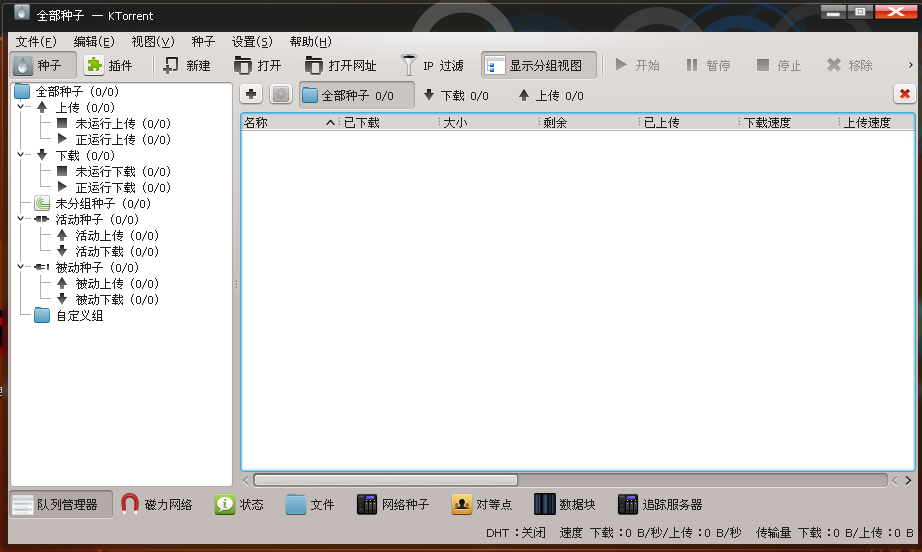 全部种子 — KTorrent
文件(F) 编辑(E) 视图(V) 种子 设置(S) 帮助(H)
种子 插件 新建 打开 打开网址 IP 过滤 显示分组视图 开始 暂停 停止 移除
全部种子 (0/0)
上传 (0/0)
未运行上传 (0/0)
正运行上传 (0/0)
下载 (0/0)
未运行下载 (0/0)
正运行下载 (0/0)
未分组种子 (0/0)
活动种子 (0/0)
活动上传 (0/0)
活动下载 (0/0)
被动种子 (0/0)
被动上传 (0/0)
被动下载 (0/0)
自定义组
全部种子 0/0 下载 0/0 上传 0/0
名称 已下载 大小 剩余 已上传 下载速度 上传速度
队列管理器 磁力网络 状态 文件 网络种子 对等点 数据块 追踪服务器
DHT：关闭 速度 下载：0 B/秒/上传：0 B/秒 传输量 下载：0 B/上传：0 B